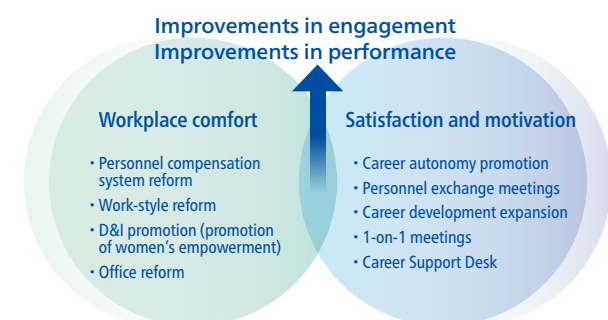 Improvements in engagement
Improvements in performance
Workplace comfort
・Personnel compensation
system reform
・Work-style reform
・D&I promotion (promotion
of women's empowerment)
・Office reform
Satisfaction and motivation
・Career autonomy promotion
・Personnel exchange meetings
・Career development expansion
・1-on-1 meetings
・Career Support Desk